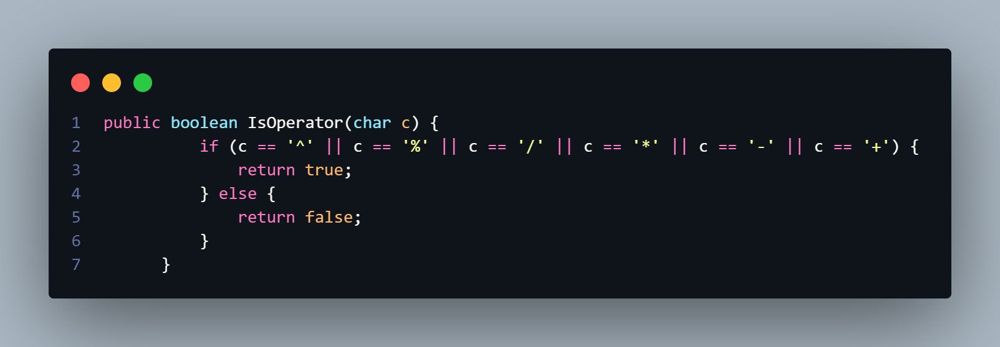 1 public boolean IsOperator(char c) {
2 if (c == '^' || c == '%' || c == '/' || c == '*' || c == '-' || c == '+') {
3 return true;
4 } else {
5 return false;
6 }
7 }